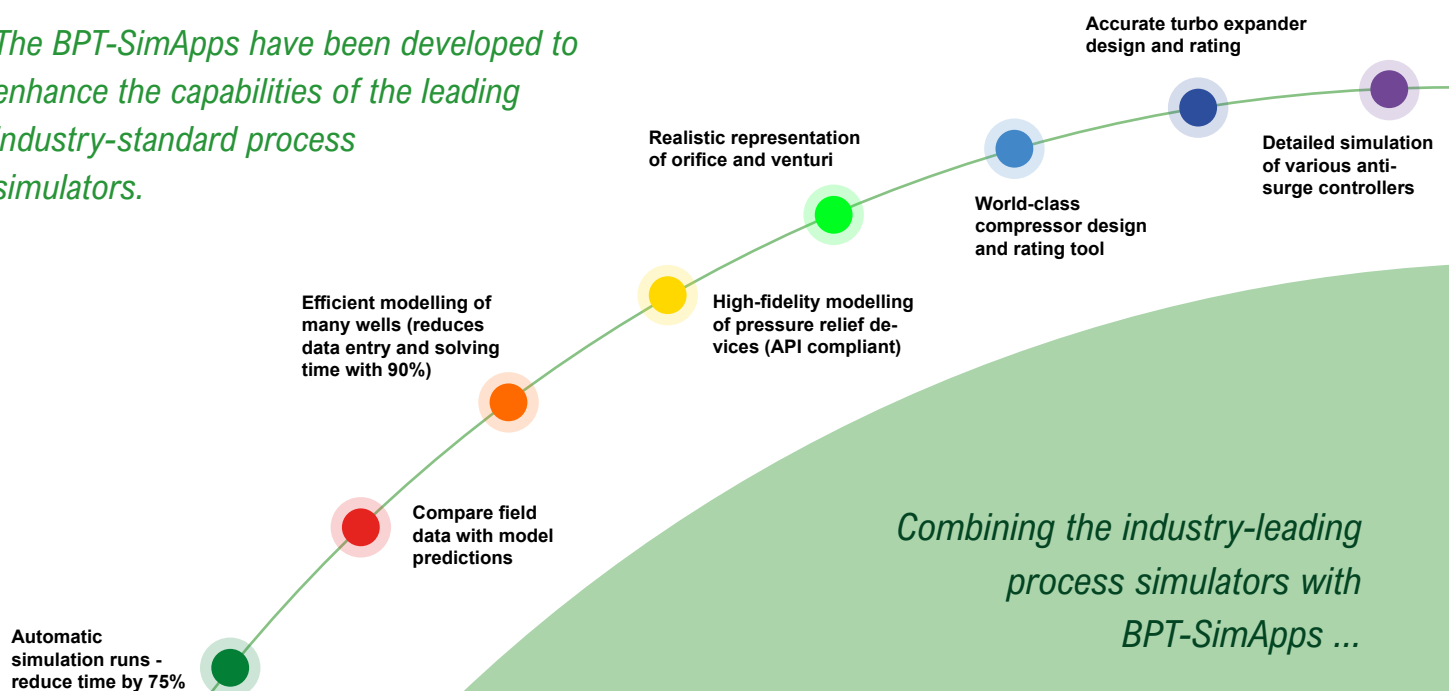 The BPT-SimApps have been developed to
enhance the capabilities of the leading
industry-standard process
simulators.
Accurate turbo expander
design and rating
Realistic representation
of orifice and venturi
Detailed simulation
of various anti-
surge controllers
World-class
compressor design
and rating tool
Efficient modelling of
many wells (reduces
data entry and solving
time with 90%)
High-fidelity modelling
of pressure relief de-
vices (API compliant)
Compare field
data with model
predictions
Combining the industry-leading
process simulators with
BPT-SimApps ...
Automatic
simulation runs -
reduce time by 75%